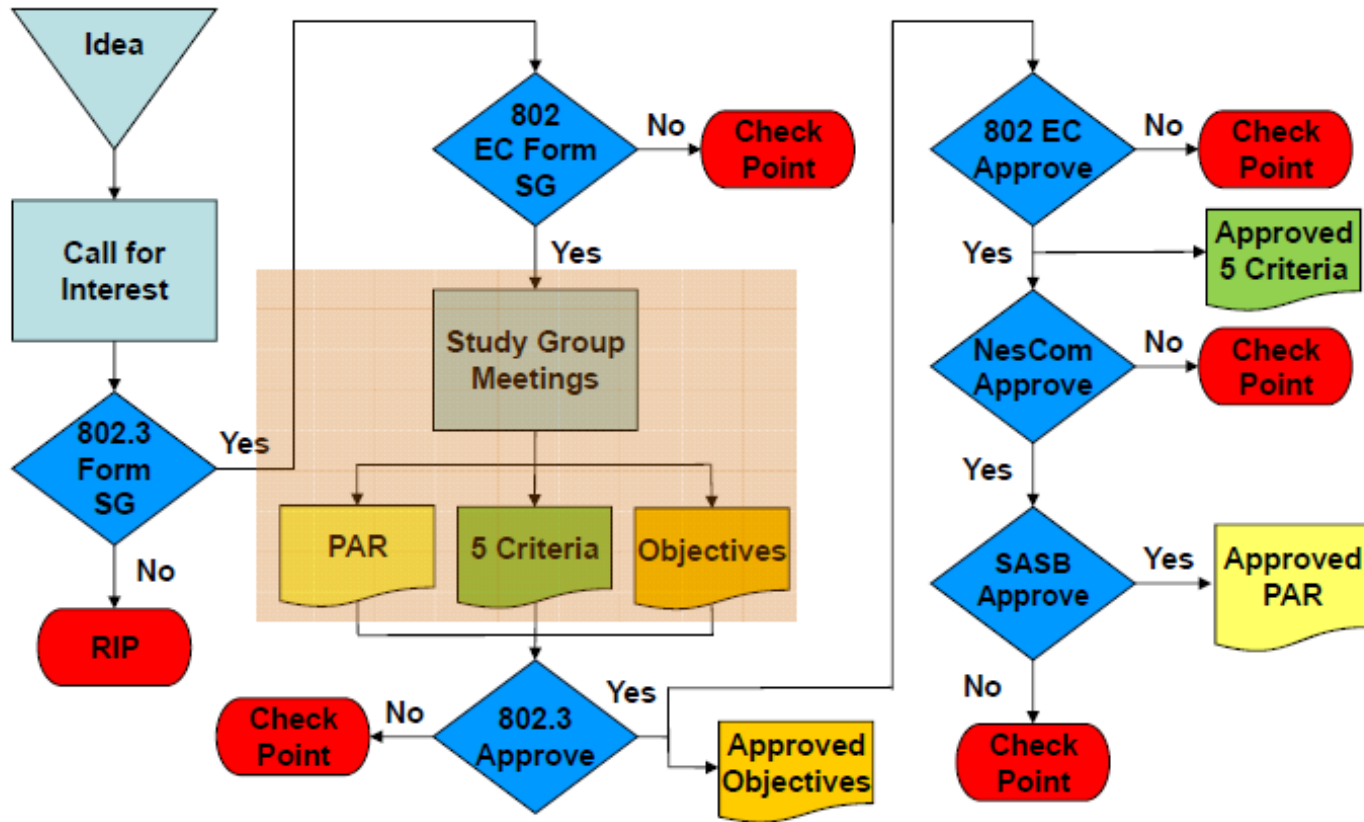 Idea
Call for
Interest
802.3
Form
SG
Yes
No
RIP
802
EC Form
SG
No
Check
Point
Yes
Study Group
Meetings
PAR
5 Criteria
Objectives
802.3
Approve
No
Check
Point
Yes
Approved
Objectives
802 EC
Approve
No
Check
Point
Yes
Approved
5 Criteria
NesCom
Approve
No
Check
Point
Yes
SASB
Approve
Yes
Approved
PAR
No
Check
Point